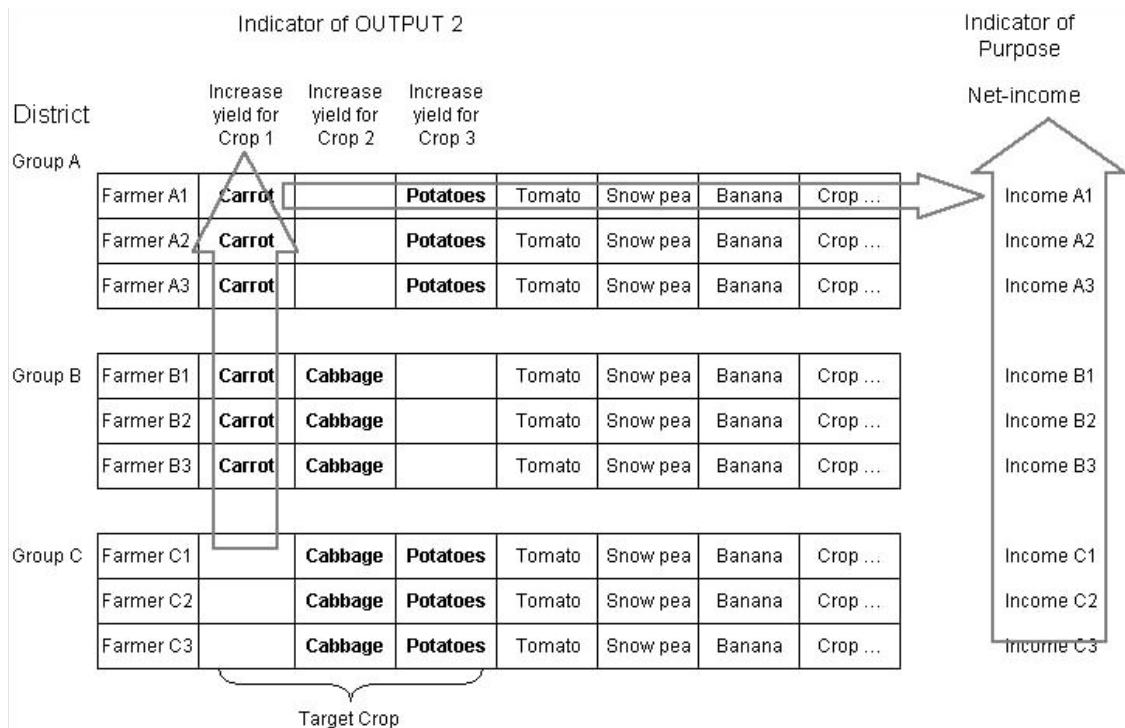 Indicator of OUTPUT 2
Indicator of
Purpose
Increase
yield for
Crop 1
Increase
yield for
Crop 2
Increase
yield for
Crop 3
Net-income
District
Group A
Farmer A1 Carrot Potatoes Tomato Snow pea Banana Crop ... Income A1
Farmer A2 Carrot Potatoes Tomato Snow pea Banana Crop ... Income A2
Farmer A3 Carrot Potatoes Tomato Snow pea Banana Crop ... Income A3
Group B Farmer B1 Carrot Cabbage Tomato Snow pea Banana Crop ... Income B1
Farmer B2 Carrot Cabbage Tomato Snow pea Banana Crop ... Income B2
Farmer B3 Carrot Cabbage Tomato Snow pea Banana Crop ... Income B3
Group C Farmer C1 Cabbage Potatoes Tomato Snow pea Banana Crop ... Income C1
Farmer C2 Cabbage Potatoes Tomato Snow pea Banana Crop ... Income C2
Farmer C3 Cabbage Potatoes Tomato Snow pea Banana Crop ... Income C3
Target Crop